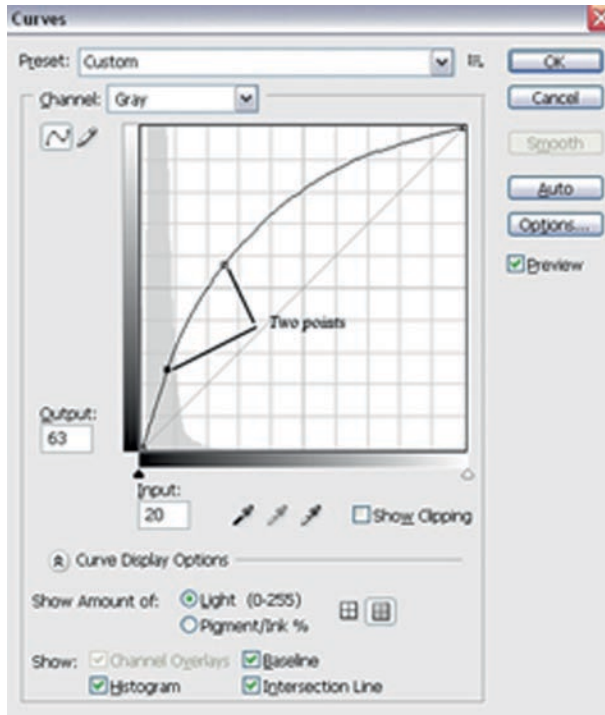 Curves
Preset: Custom
OK
Channel: Gray
Cancel
Smooth
Auto
Options...
Preview
Two points
Output:
63
Input:
20
Show Clipping
Curve Display Options
Show Amount of: Light (0-255)
Pigment/Ink %
Show: Channel Overlays Baseline
Histogram Intersection Line